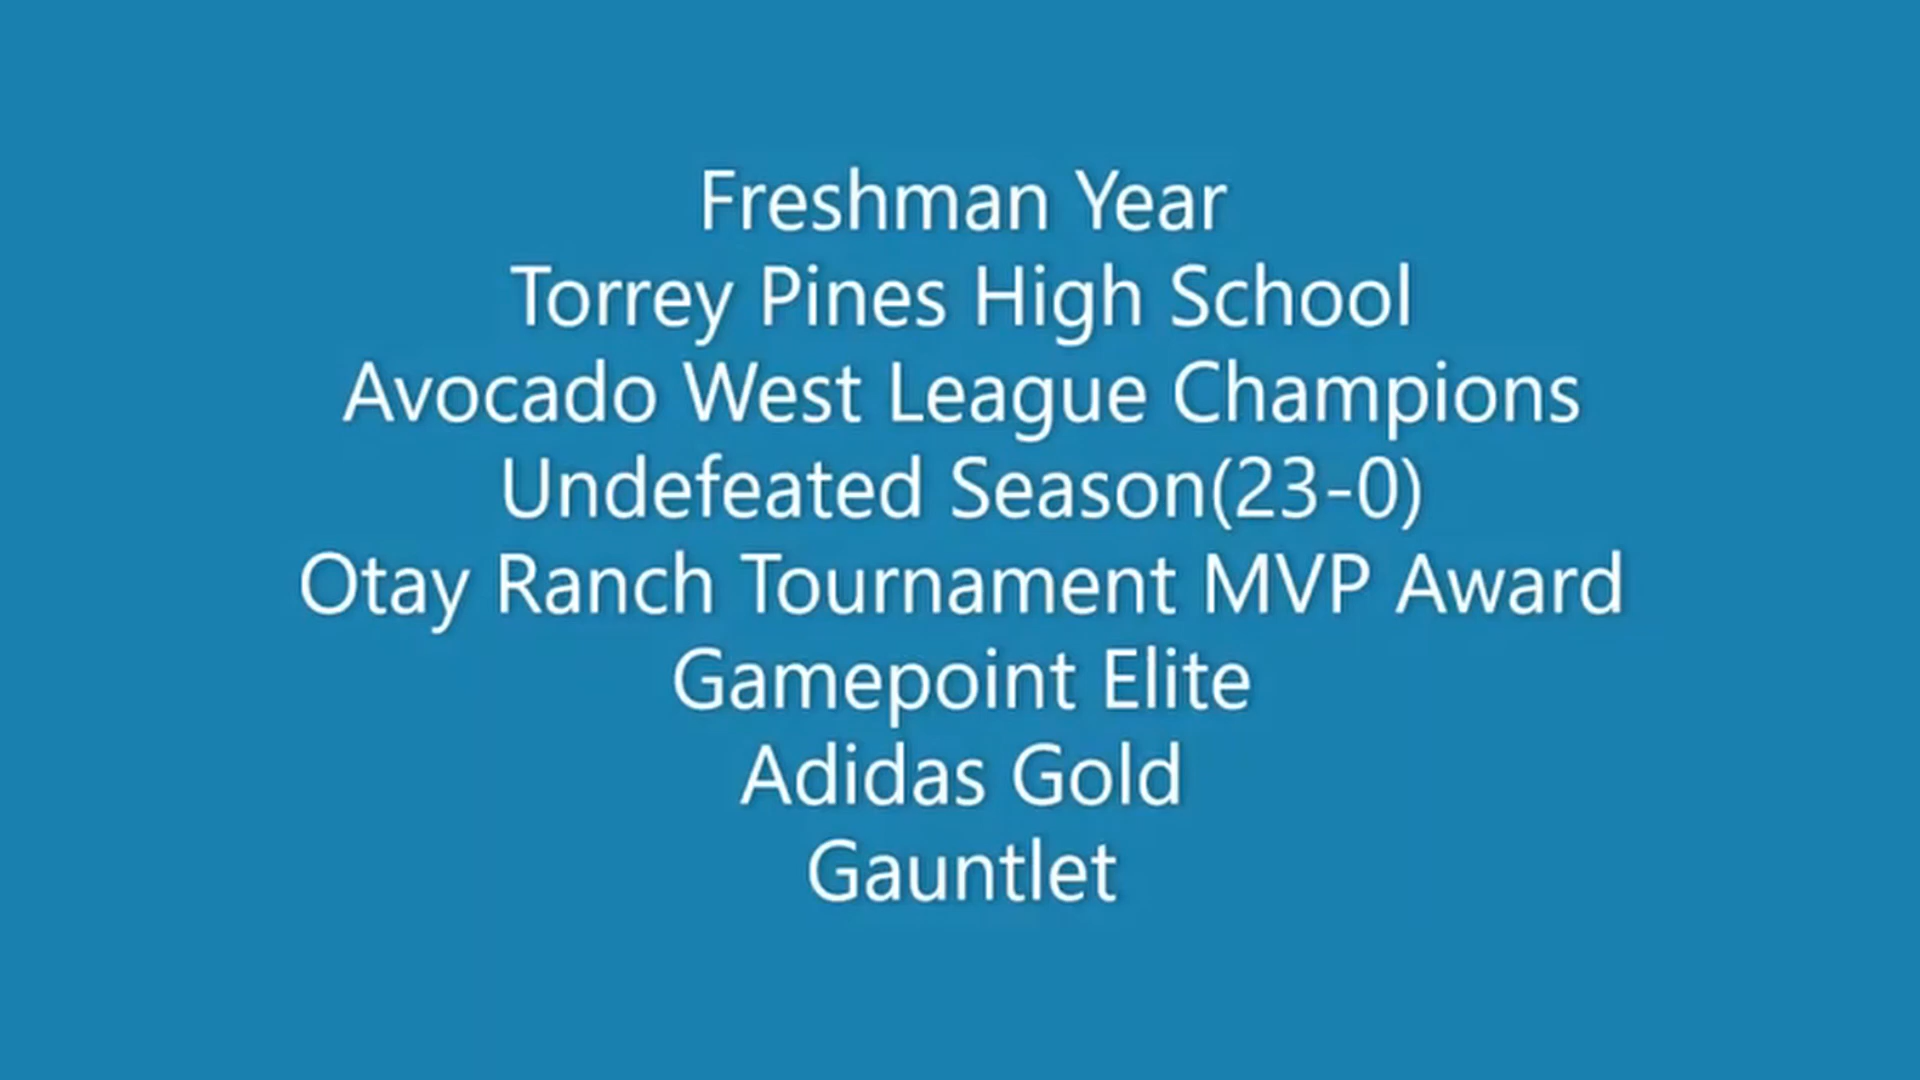 Freshman Year
Torrey Pines High School
Avocado West League Champions
Undefeated Season(23-0)
Otay Ranch Tournament MVP Award
Gamepoint Elite
Adidas Gold
Gauntlet